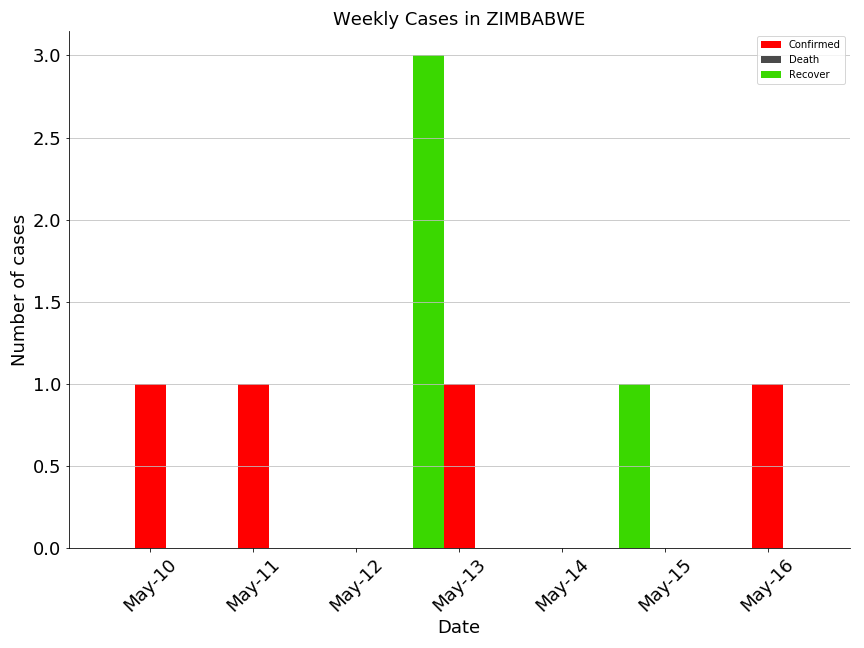 Weekly Cases in ZIMBABWE
Confirmed
Death
Recover
Number of cases
3.0
2.5
2.0
1.5
1.0
0.5
0.0
May-10
May-11
May-12
May-13
May-14
May-15
May-16
Date